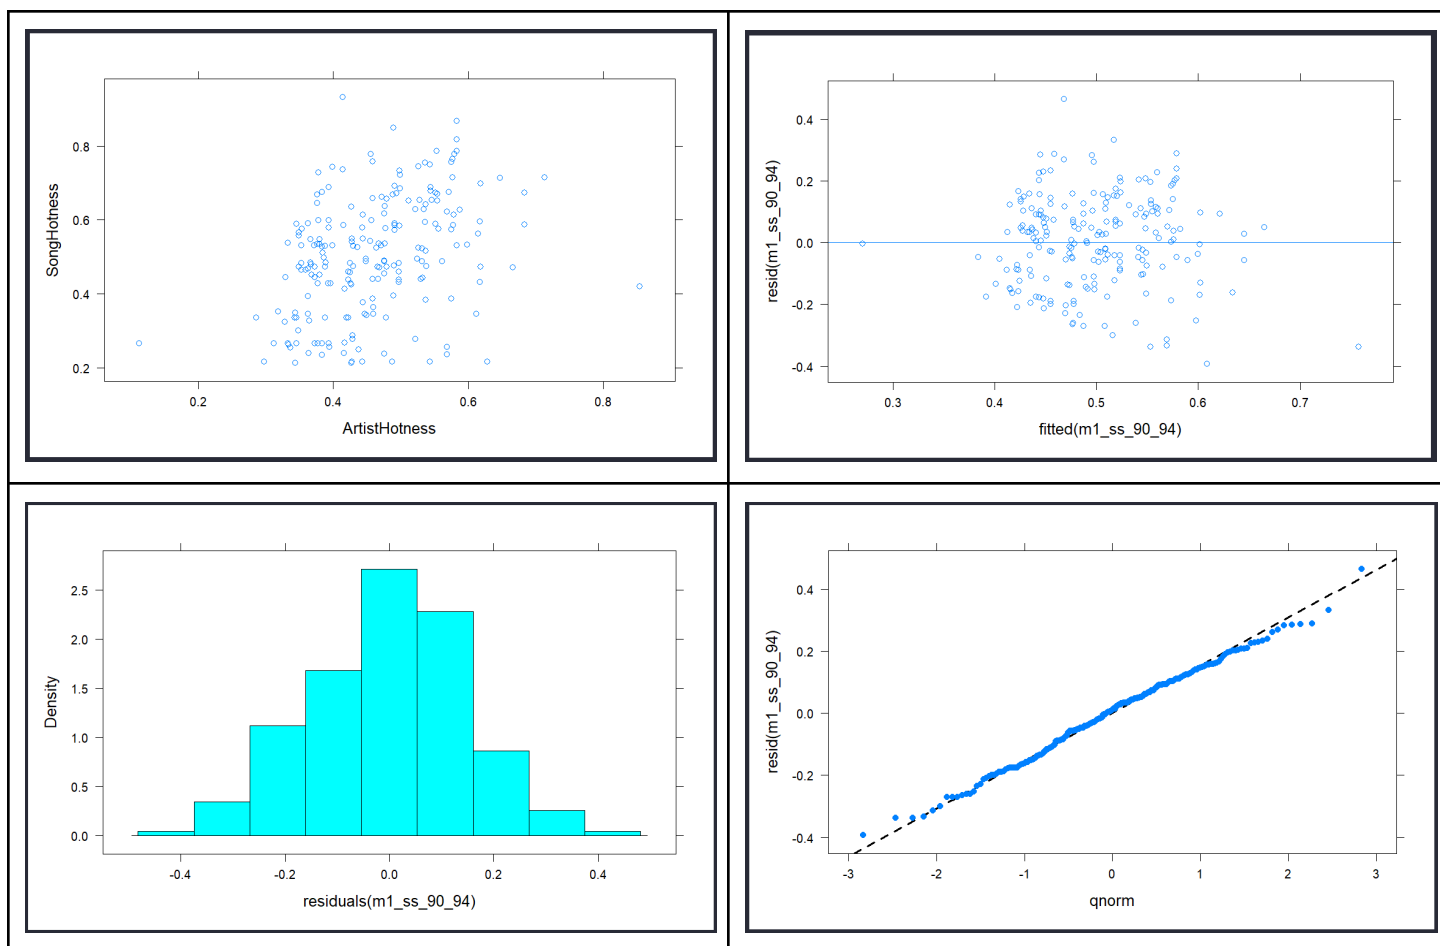 SongHotness
0.8
0.6
0.4
0.2
0.2 0.4 0.6 0.8
ArtistHotness
resid(m1_ss_90_94)
0.4
0.2
0.0
-0.2
-0.4
0.3 0.4 0.5 0.6 0.7
fitted(m1_ss_90_94)
Density
2.5
2.0
1.5
1.0
0.5
0.0
-0.4 -0.2 0.0 0.2 0.4
residuals(m1_ss_90_94)
resid(m1_ss_90_94)
0.4
0.2
0.0
-0.2
-0.4
-3 -2 -1 0 1 2 3
qnorm